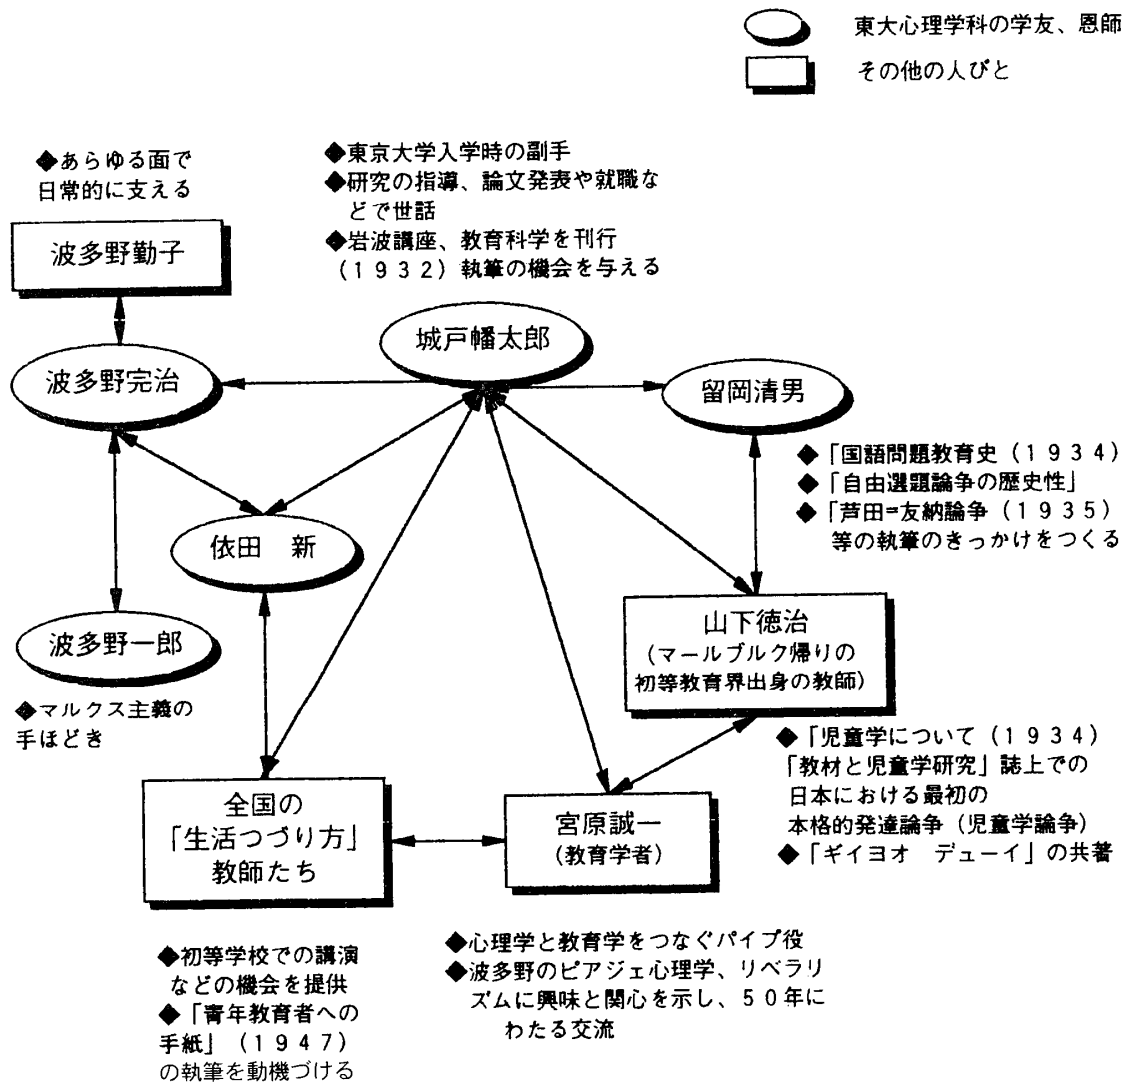 東大心理学科の学友、恩師
その他の人びと
◆あらゆる面で
日常的に支える
波多野勤子
◆東京大学入学時の副手
◆研究の指導、論文発表や就職な
どで世話
◆岩波講座、教育科学を刊行
(1932)執筆の機会を与える
城戸幡太郎
波多野完治
留岡清男
◆「国語問題教育史(1934)
◆「自由選題論争の歴史性」
◆「芦田=友納論争(1935)
等の執筆のきっかけをつくる
依田 新
波多野一郎
◆マルクス主義の
手ほどき
山下徳治
(マールブルク帰りの
初等教育界出身の教師)
◆「児童学について(1934)
「教材と児童学研究」誌上での
日本における最初の
本格的発達論争(児童学論争)
◆「ギイヨオ デューイ」の共著
全国の
「生活つづり方」
教師たち
宮原誠一
(教育学者)
◆初等学校での講演
などの機会を提供
◆「青年教育者への
手紙」(1947)
の執筆を動機づける
◆心理学と教育学をつなぐパイプ役
◆波多野のピアジェ心理学、リベラリ
ズムに興味と関心を示し、50年に
わたる交流